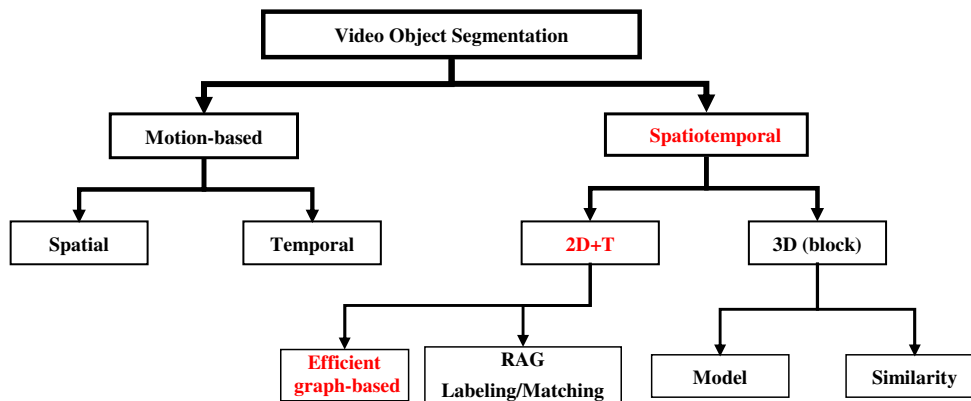 Video Object Segmentation
Motion-based
Spatiotemporal
Spatial
Temporal
2D+T
3D (block)
Efficient
graph-based
RAG
Labeling/Matching
Model
Similarity